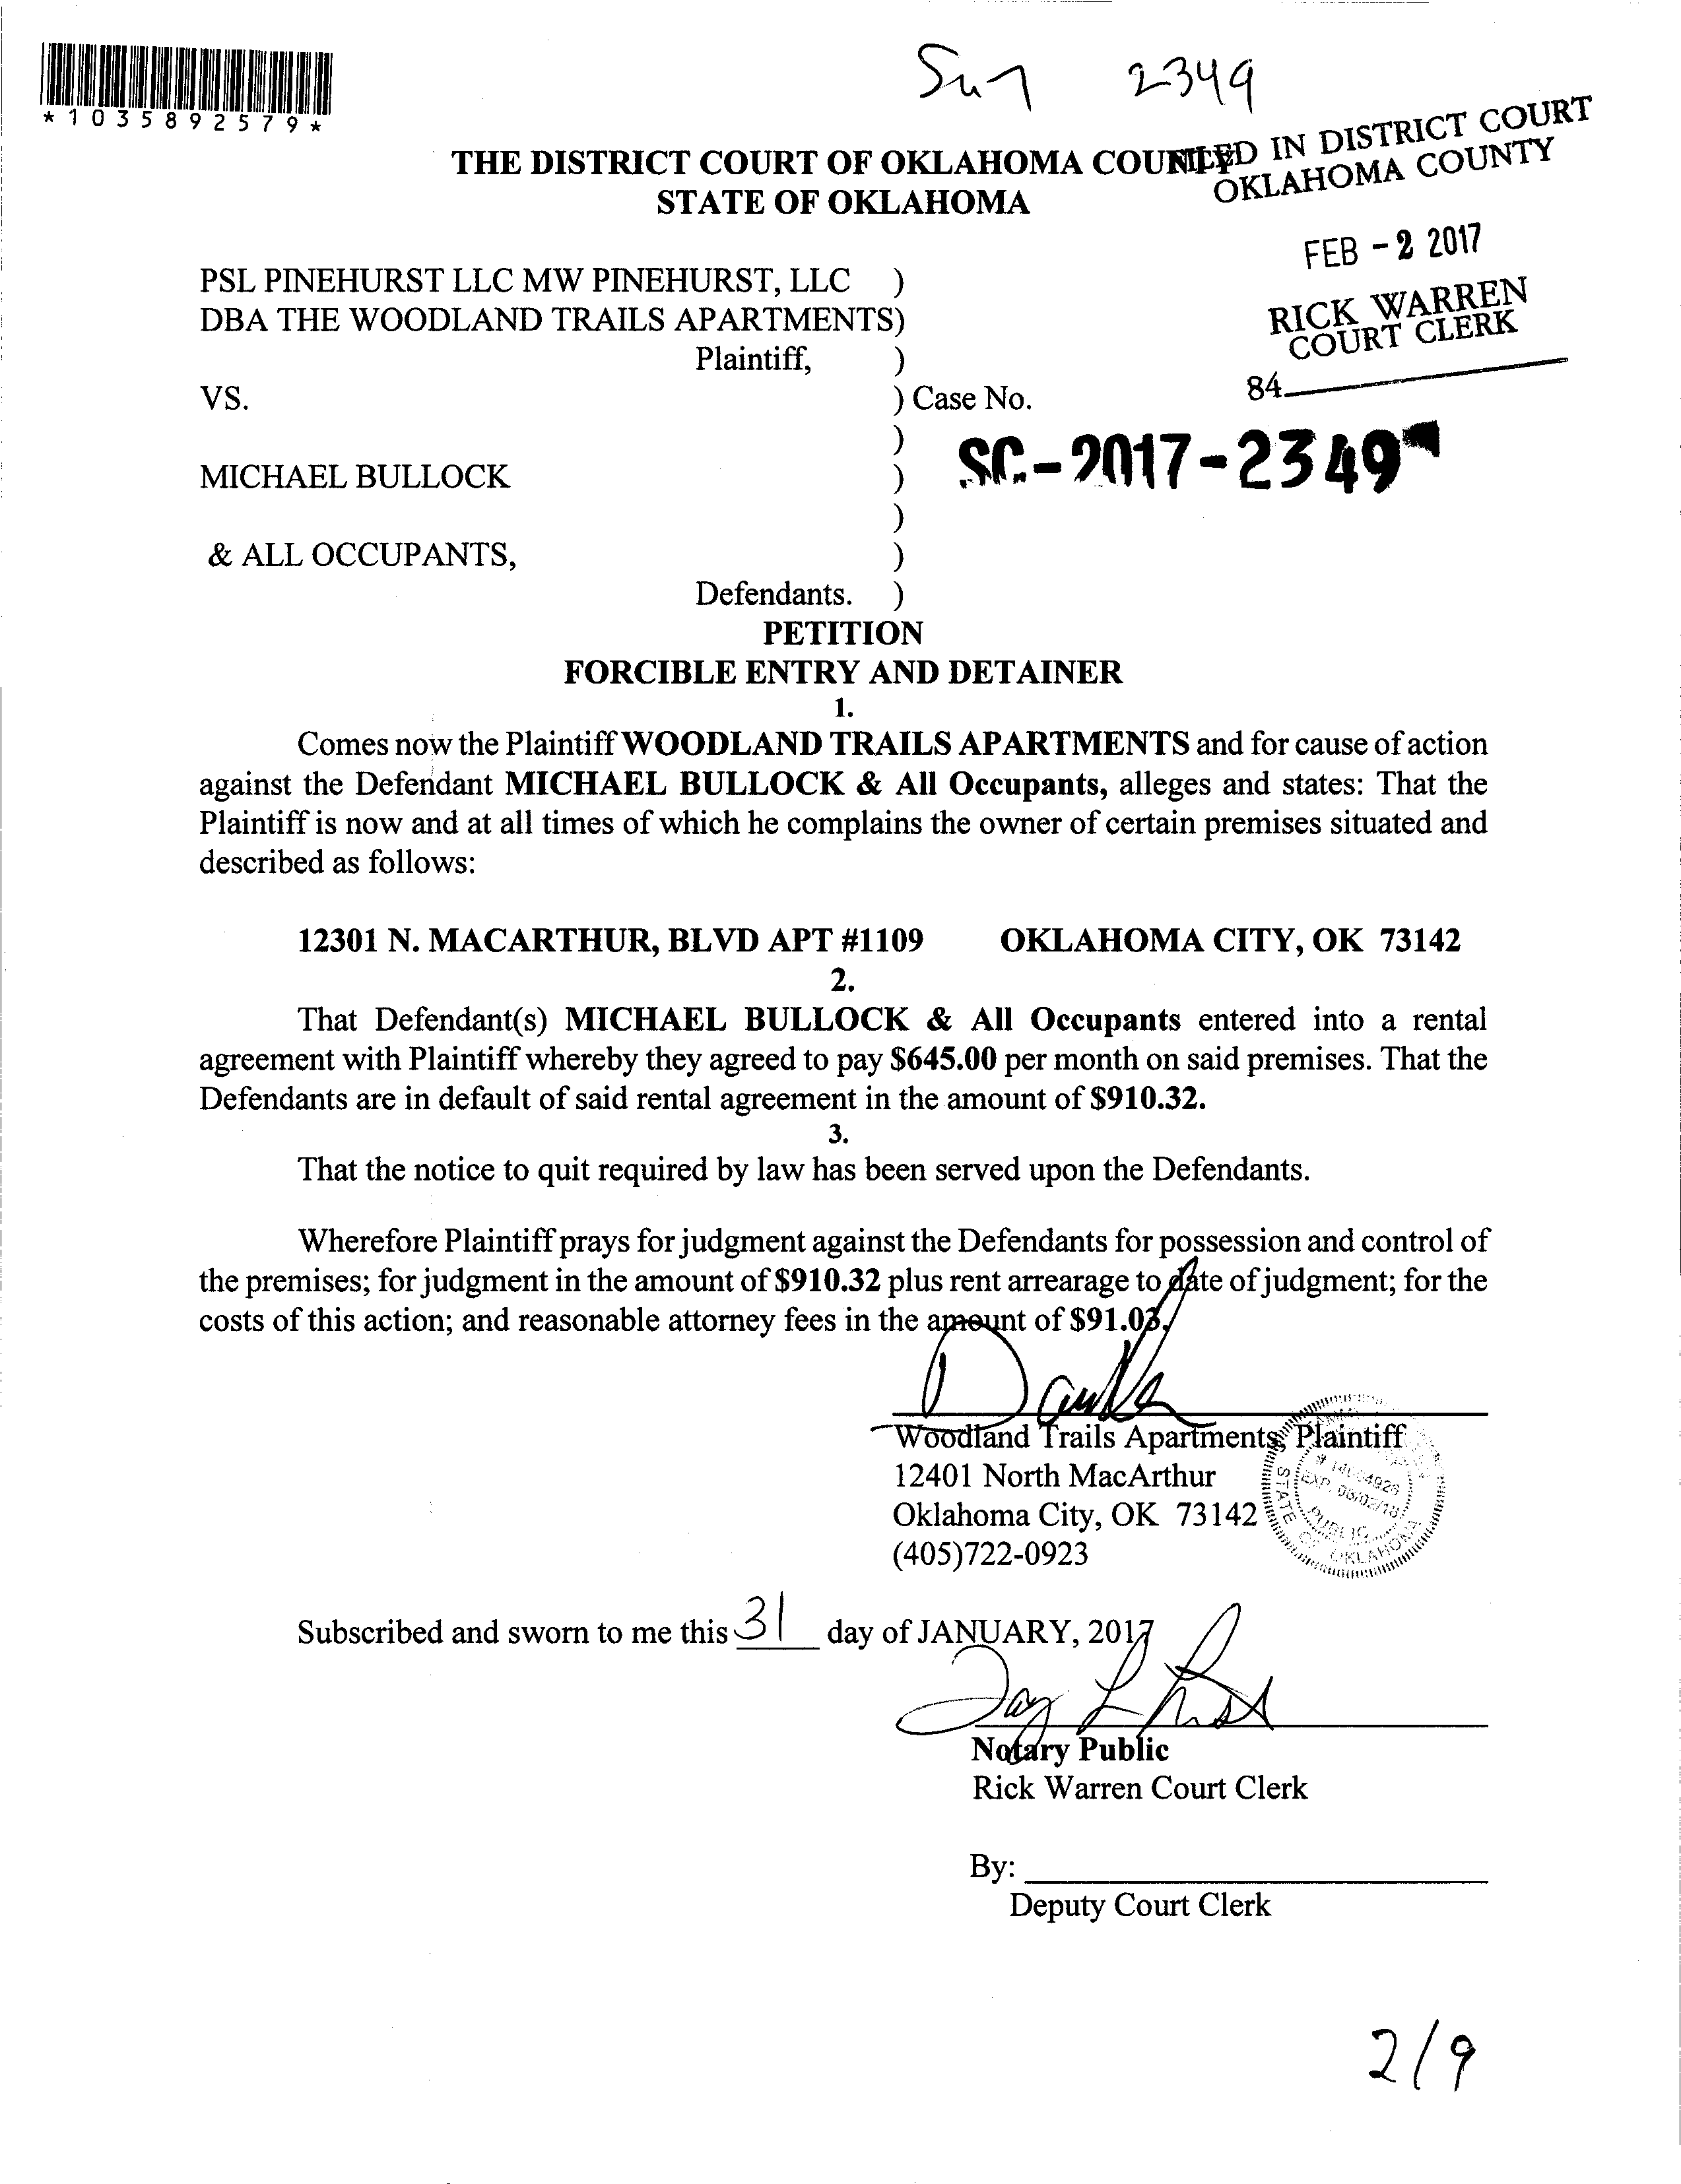 2349
*1035892579*
THE DISTRICT COURT OF OKLAHOMA COUNTY
STATE OF OKLAHOMA
FILED IN DISTRICT COURT
OKLAHOMA COUNTY
FEB - 2 2017
RICK WARREN
COURT CLERK
84
PSL PINEHURST LLC MW PINEHURST, LLC )
DBA THE WOODLAND TRAILS APARTMENTS)
Plaintiff, )
VS. ) Case No.
)
SC-2017-2349
MICHAEL BULLOCK )
)
& ALL OCCUPANTS, )
Defendants. )
PETITION
FORCIBLE ENTRY AND DETAINER
1.
Comes now the Plaintiff WOODLAND TRAILS APARTMENTS and for cause of action
against the Defendant MICHAEL BULLOCK & All Occupants, alleges and states: That the
Plaintiff is now and at all times of which he complains the owner of certain premises situated and
described as follows:
12301 N. MACARTHUR, BLVD APT #1109 OKLAHOMA CITY, OK 73142
2.
That Defendant(s) MICHAEL BULLOCK & All Occupants entered into a rental
agreement with Plaintiff whereby they agreed to pay $645.00 per month on said premises. That the
Defendants are in default of said rental agreement in the amount of $910.32.
3.
That the notice to quit required by law has been served upon the Defendants.
Wherefore Plaintiff prays for judgment against the Defendants for possession and control of
the premises; for judgment in the amount of $910.32 plus rent arrearage to date of judgment; for the
costs of this action; and reasonable attorney fees in the amount of $91.03.
Woodland Trails Apartments, Plaintiff
12401 North MacArthur
Oklahoma City, OK 73142
(405)722-0923
EXP. 05/02/18
PUBLIC
STATE OF OKLAHOMA
Subscribed and sworn to me this 31 day of JANUARY, 2017
Notary Public
Rick Warren Court Clerk
By:
Deputy Court Clerk
2/9